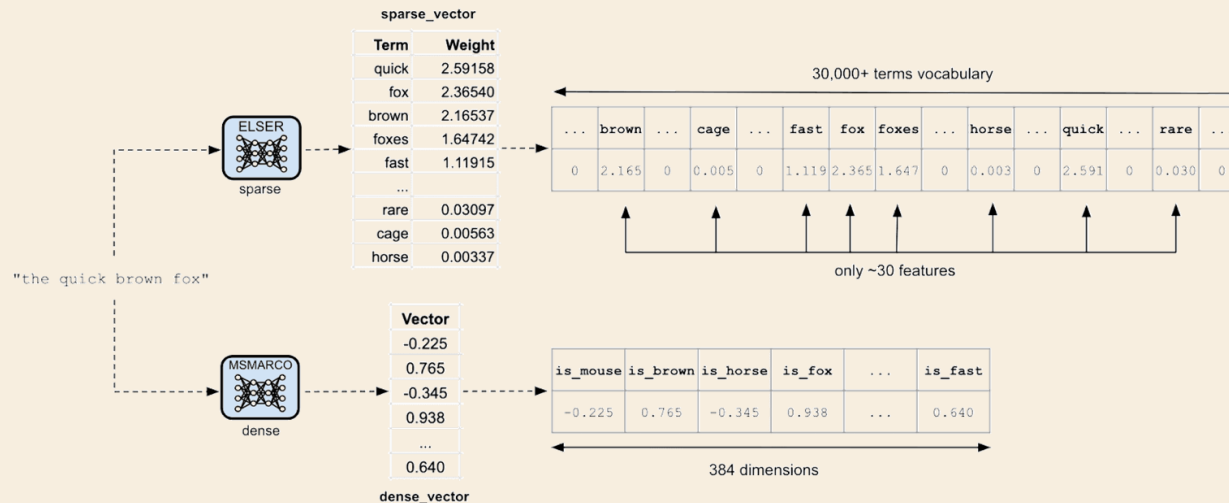 sparse_vector
Term Weight
quick 2.59158
fox 2.36540
brown 2.16537
foxes 1.64742
fast 1.11915
...
rare 0.03097
cage 0.00563
horse 0.00337
30,000+ terms vocabulary
... brown ... cage ... fast fox foxes ... horse ... quick ... rare ...
0 2.165 0 0.005 0 1.119 2.365 1.647 0 0.003 0 2.591 0 0.030 0
only ~30 features
ELSER
sparse
"the quick brown fox"
MSMARCO
dense
Vector
-0.225
0.765
-0.345
0.938
...
0.640
dense_vector
is_mouse is_brown is_horse is_fox ... is_fast
-0.225 0.765 -0.345 0.938 ... 0.640
384 dimensions